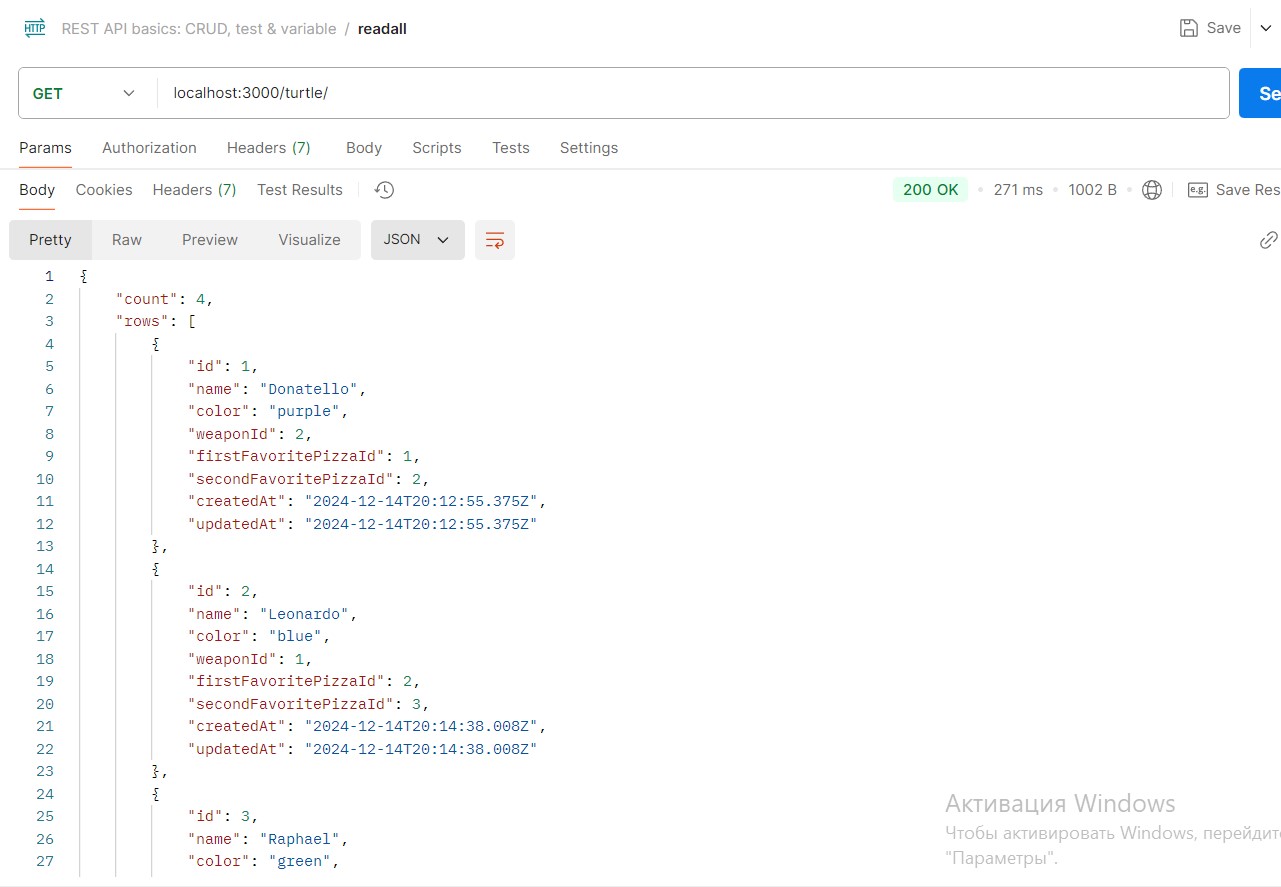 HTTP REST API basics: CRUD, test & variable / readall Save
GET localhost:3000/turtle/ Se
Params Authorization Headers (7) Body Scripts Tests Settings
Body Cookies Headers (7) Test Results 200 OK 271 ms 1002 B e.g. Save Res
Pretty Raw Preview Visualize JSON
1 {
2 "count": 4,
3 "rows": [
4 {
5 "id": 1,
6 "name": "Donatello",
7 "color": "purple",
8 "weaponId": 2,
9 "firstFavoritePizzaId": 1,
10 "secondFavoritePizzaId": 2,
11 "createdAt": "2024-12-14T20:12:55.375Z",
12 "updatedAt": "2024-12-14T20:12:55.375Z"
13 },
14 {
15 "id": 2,
16 "name": "Leonardo",
17 "color": "blue",
18 "weaponId": 1,
19 "firstFavoritePizzaId": 2,
20 "secondFavoritePizzaId": 3,
21 "createdAt": "2024-12-14T20:14:38.008Z",
22 "updatedAt": "2024-12-14T20:14:38.008Z"
23 },
24 {
25 "id": 3,
26 "name": "Raphael",
27 "color": "green",
Активация Windows
Чтобы активировать Windows, перейдите
"Параметры".